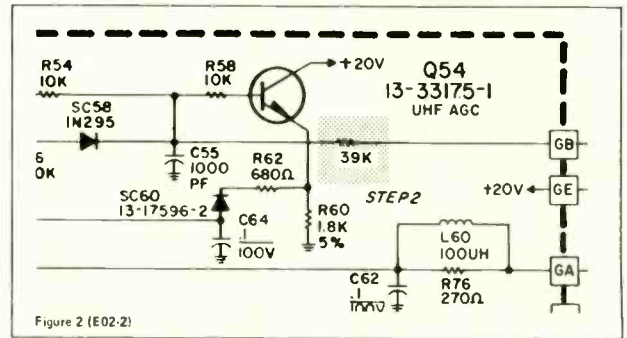 R54
10K
R58
10K
+20V
Q54
13-33175-1
UHF AGC
SC58
1N295
GB
6
0K
C55
1000
PF
R62
680Ω
39K
STEP2
+20V
GE
SC60
13-17596-2
C64
.1
100V
R60
1.8K
5%
L60
100UH
GA
C62
.1
100V
R76
270Ω
Figure 2 (E02-2)